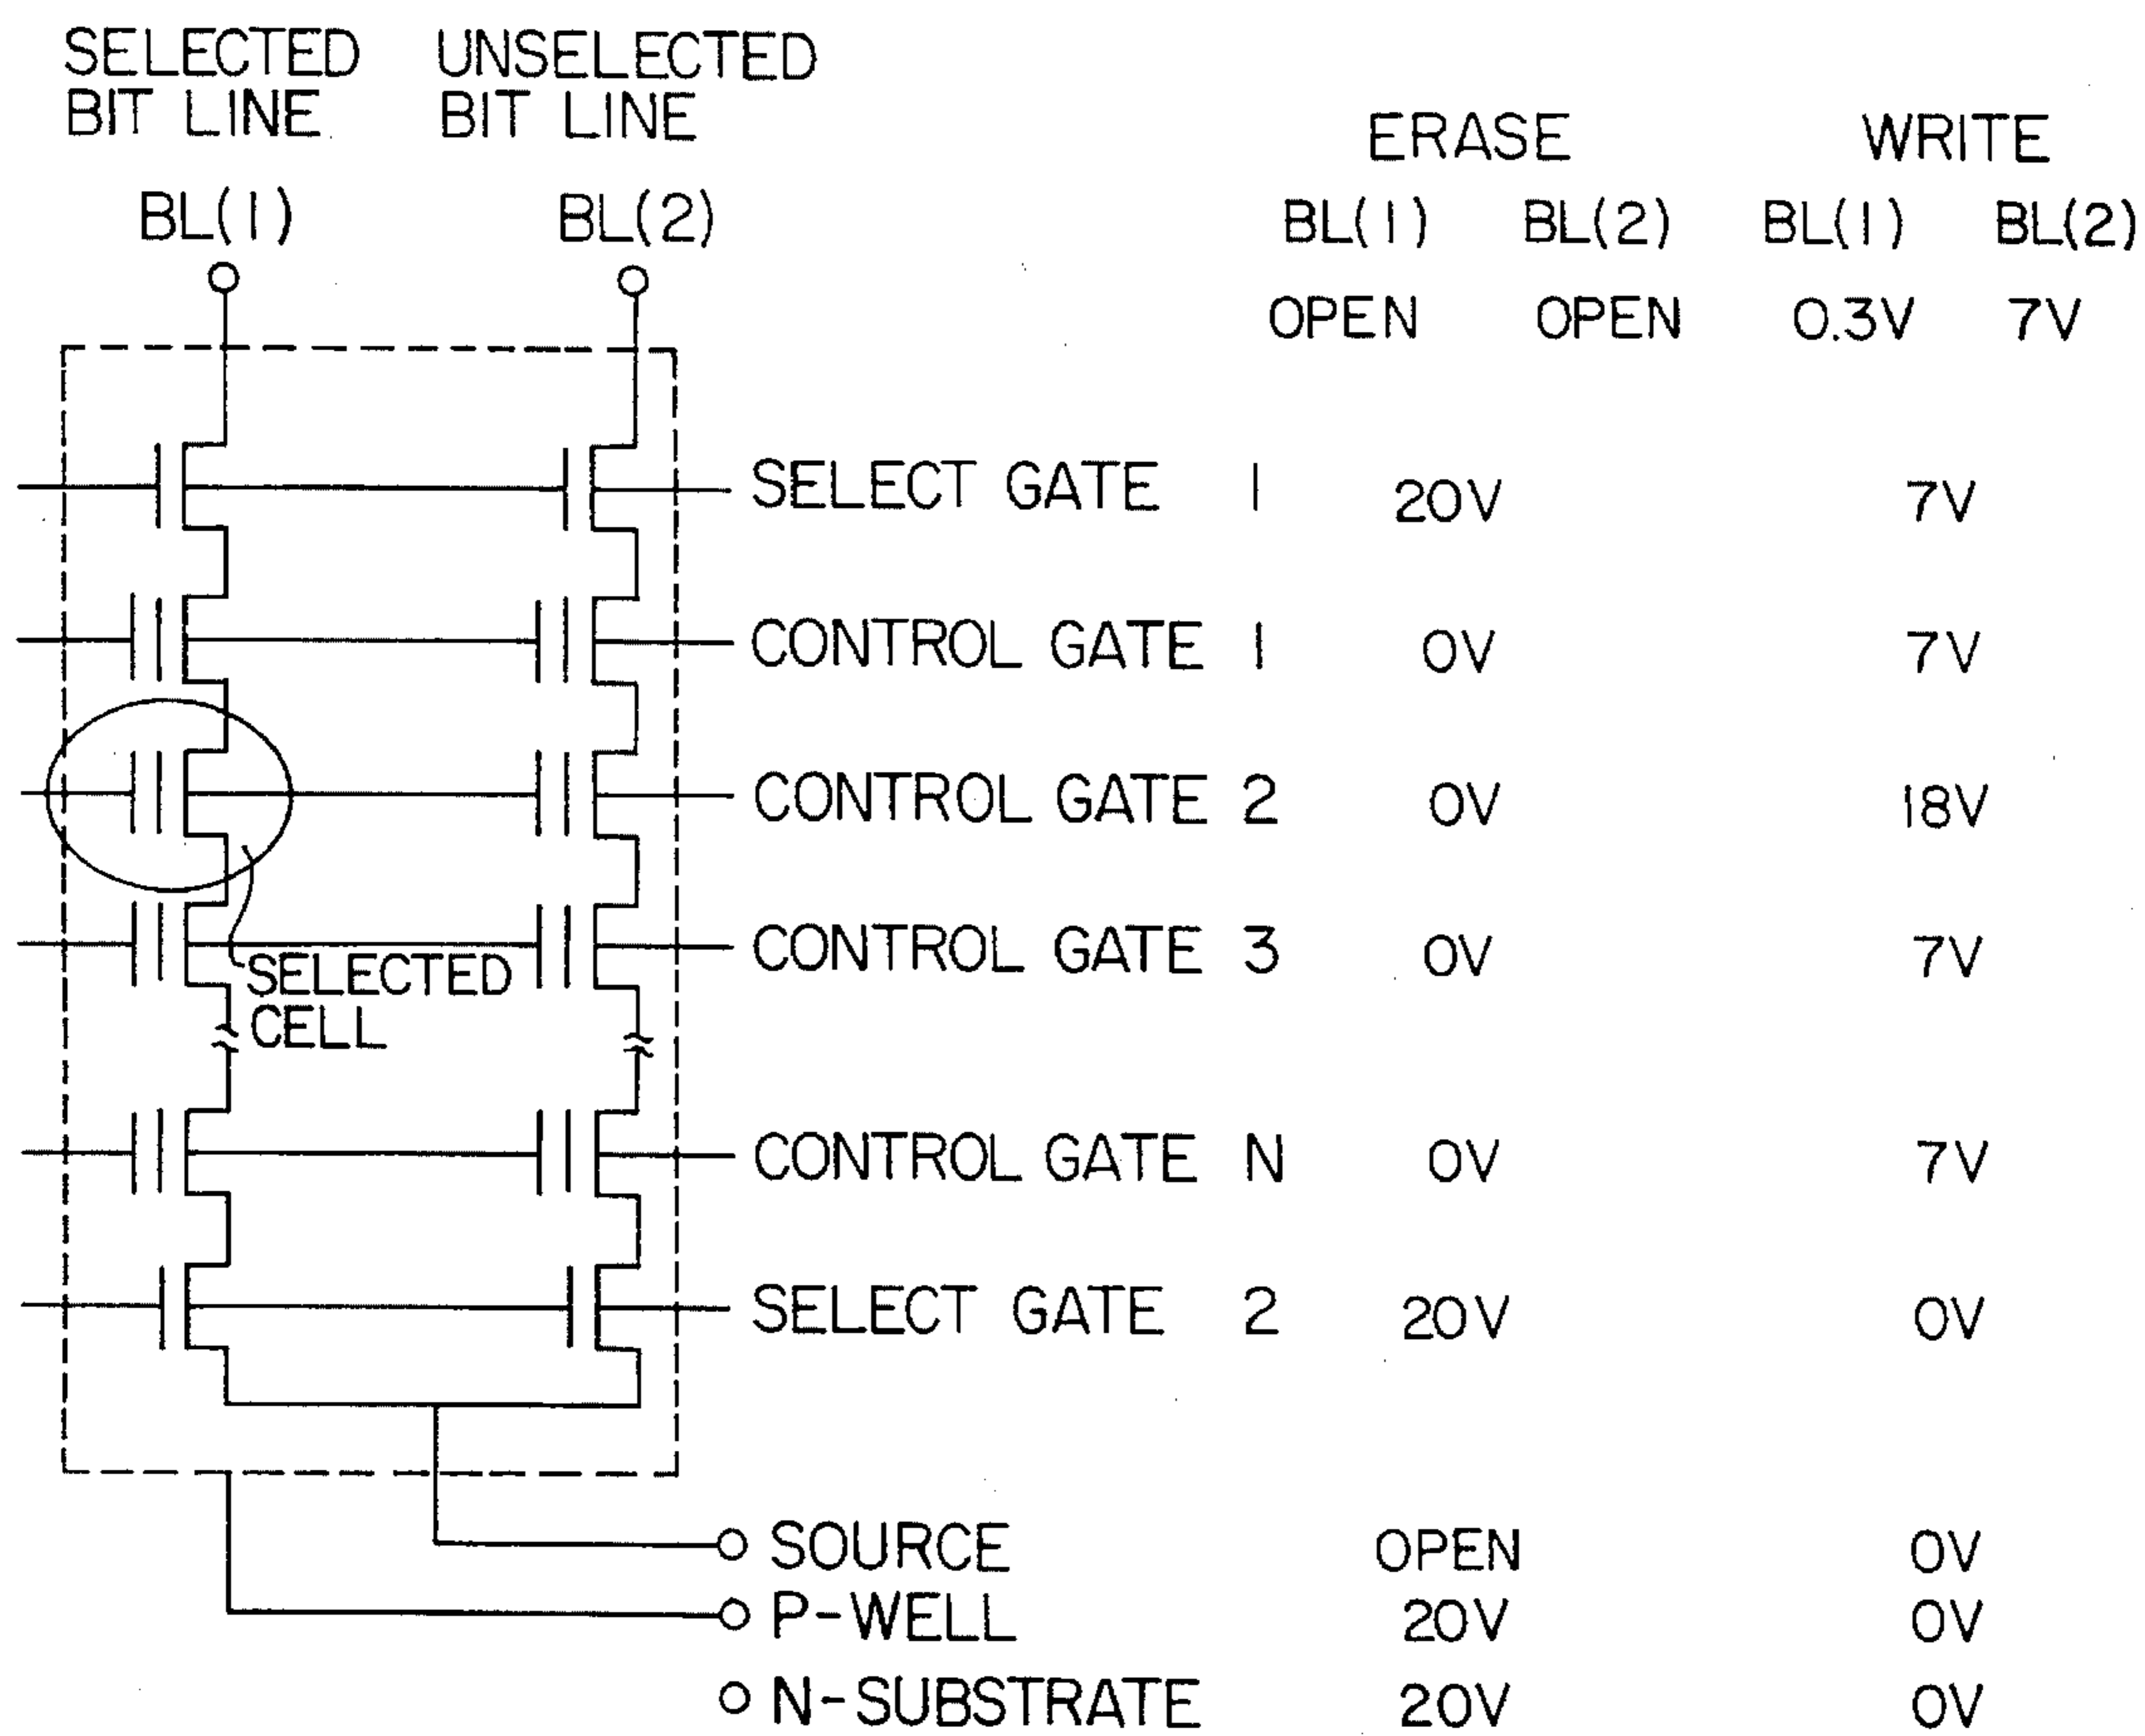 SELECTED UNSELECTED
BIT LINE BIT LINE
ERASE WRITE
BL(1) BL(2) BL(1) BL(2) BL(1) BL(2)
OPEN OPEN 0.3V 7V
SELECT GATE 1 20V 7V
CONTROL GATE 1 0V 7V
CONTROL GATE 2 0V 18V
CONTROL GATE 3 0V 7V
SELECTED
CELL
CONTROL GATE N 0V 7V
SELECT GATE 2 20V 0V
SOURCE OPEN 0V
P-WELL 20V 0V
N-SUBSTRATE 20V 0V